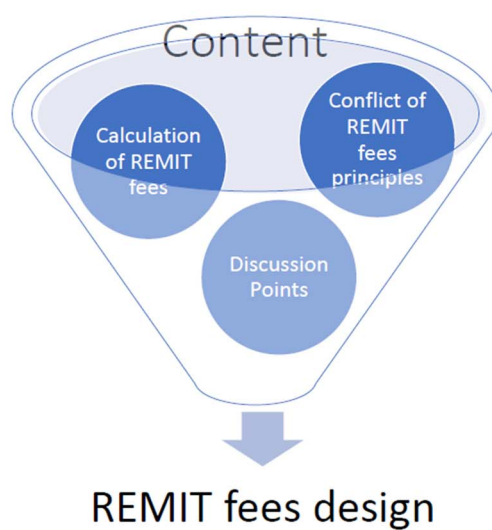 Content
Calculation
of REMIT
fees
Conflict of
REMIT
fees
principles
Discussion
Points
REMIT fees design